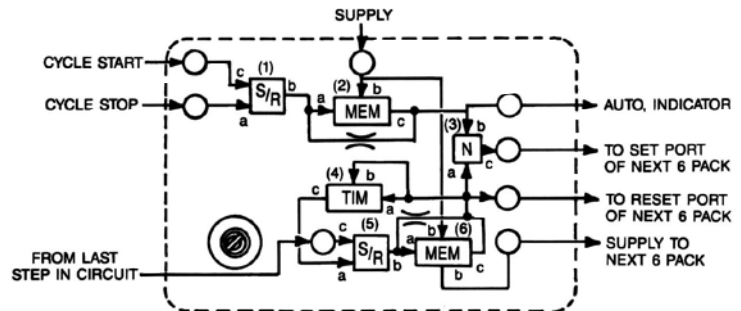 SUPPLY
CYCLE START
c
(1)
S/R
b
CYCLE STOP
a
(2)
b
a
MEM
c
AUTO, INDICATOR
(3)
b
N
a
c
TO SET PORT
OF NEXT 6 PACK
(4)
b
c
TIM
a
TO RESET PORT
OF NEXT 6 PACK
(5)
c
S/R
a
b
(6)
b
a
MEM
b
c
SUPPLY TO
NEXT 6 PACK
FROM LAST
STEP IN CIRCUIT